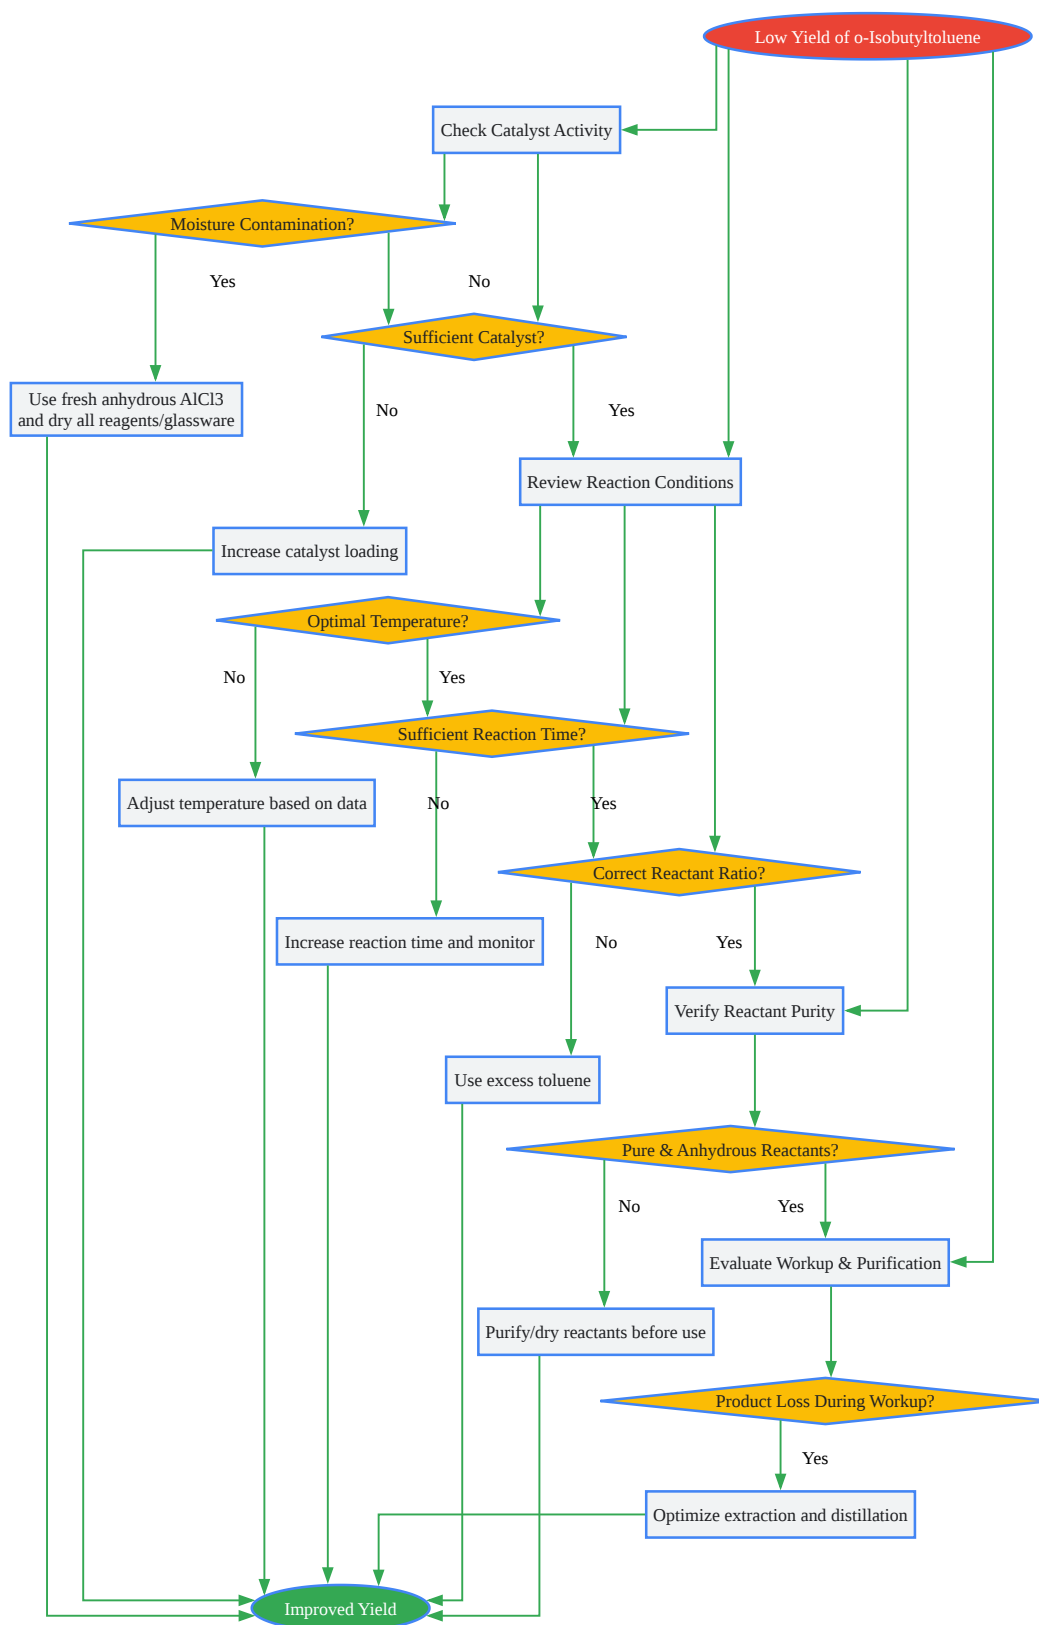 Low Yield of o-Isobutyltoluene
Check Catalyst Activity
Moisture Contamination?
Yes
No
Sufficient Catalyst?
Use fresh anhydrous AlCl3
and dry all reagents/glassware
No
Yes
Review Reaction Conditions
Increase catalyst loading
Optimal Temperature?
No
Yes
Sufficient Reaction Time?
Adjust temperature based on data
No
Yes
Correct Reactant Ratio?
Increase reaction time and monitor
No
Yes
Verify Reactant Purity
Use excess toluene
Pure & Anhydrous Reactants?
No
Yes
Evaluate Workup & Purification
Purify/dry reactants before use
Product Loss During Workup?
Yes
Optimize extraction and distillation
Improved Yield